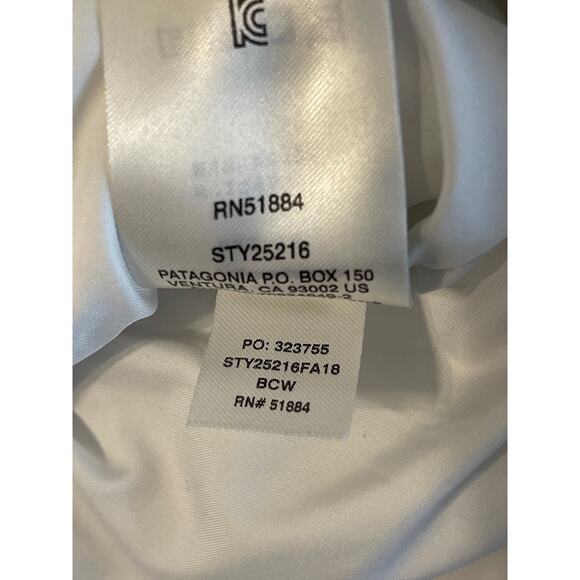 RN51884
STY25216
PATAGONIA P.O. BOX 150
VENTURA, CA 93002 US
PO: 323755
STY25216FA18
BCW
RN# 51884